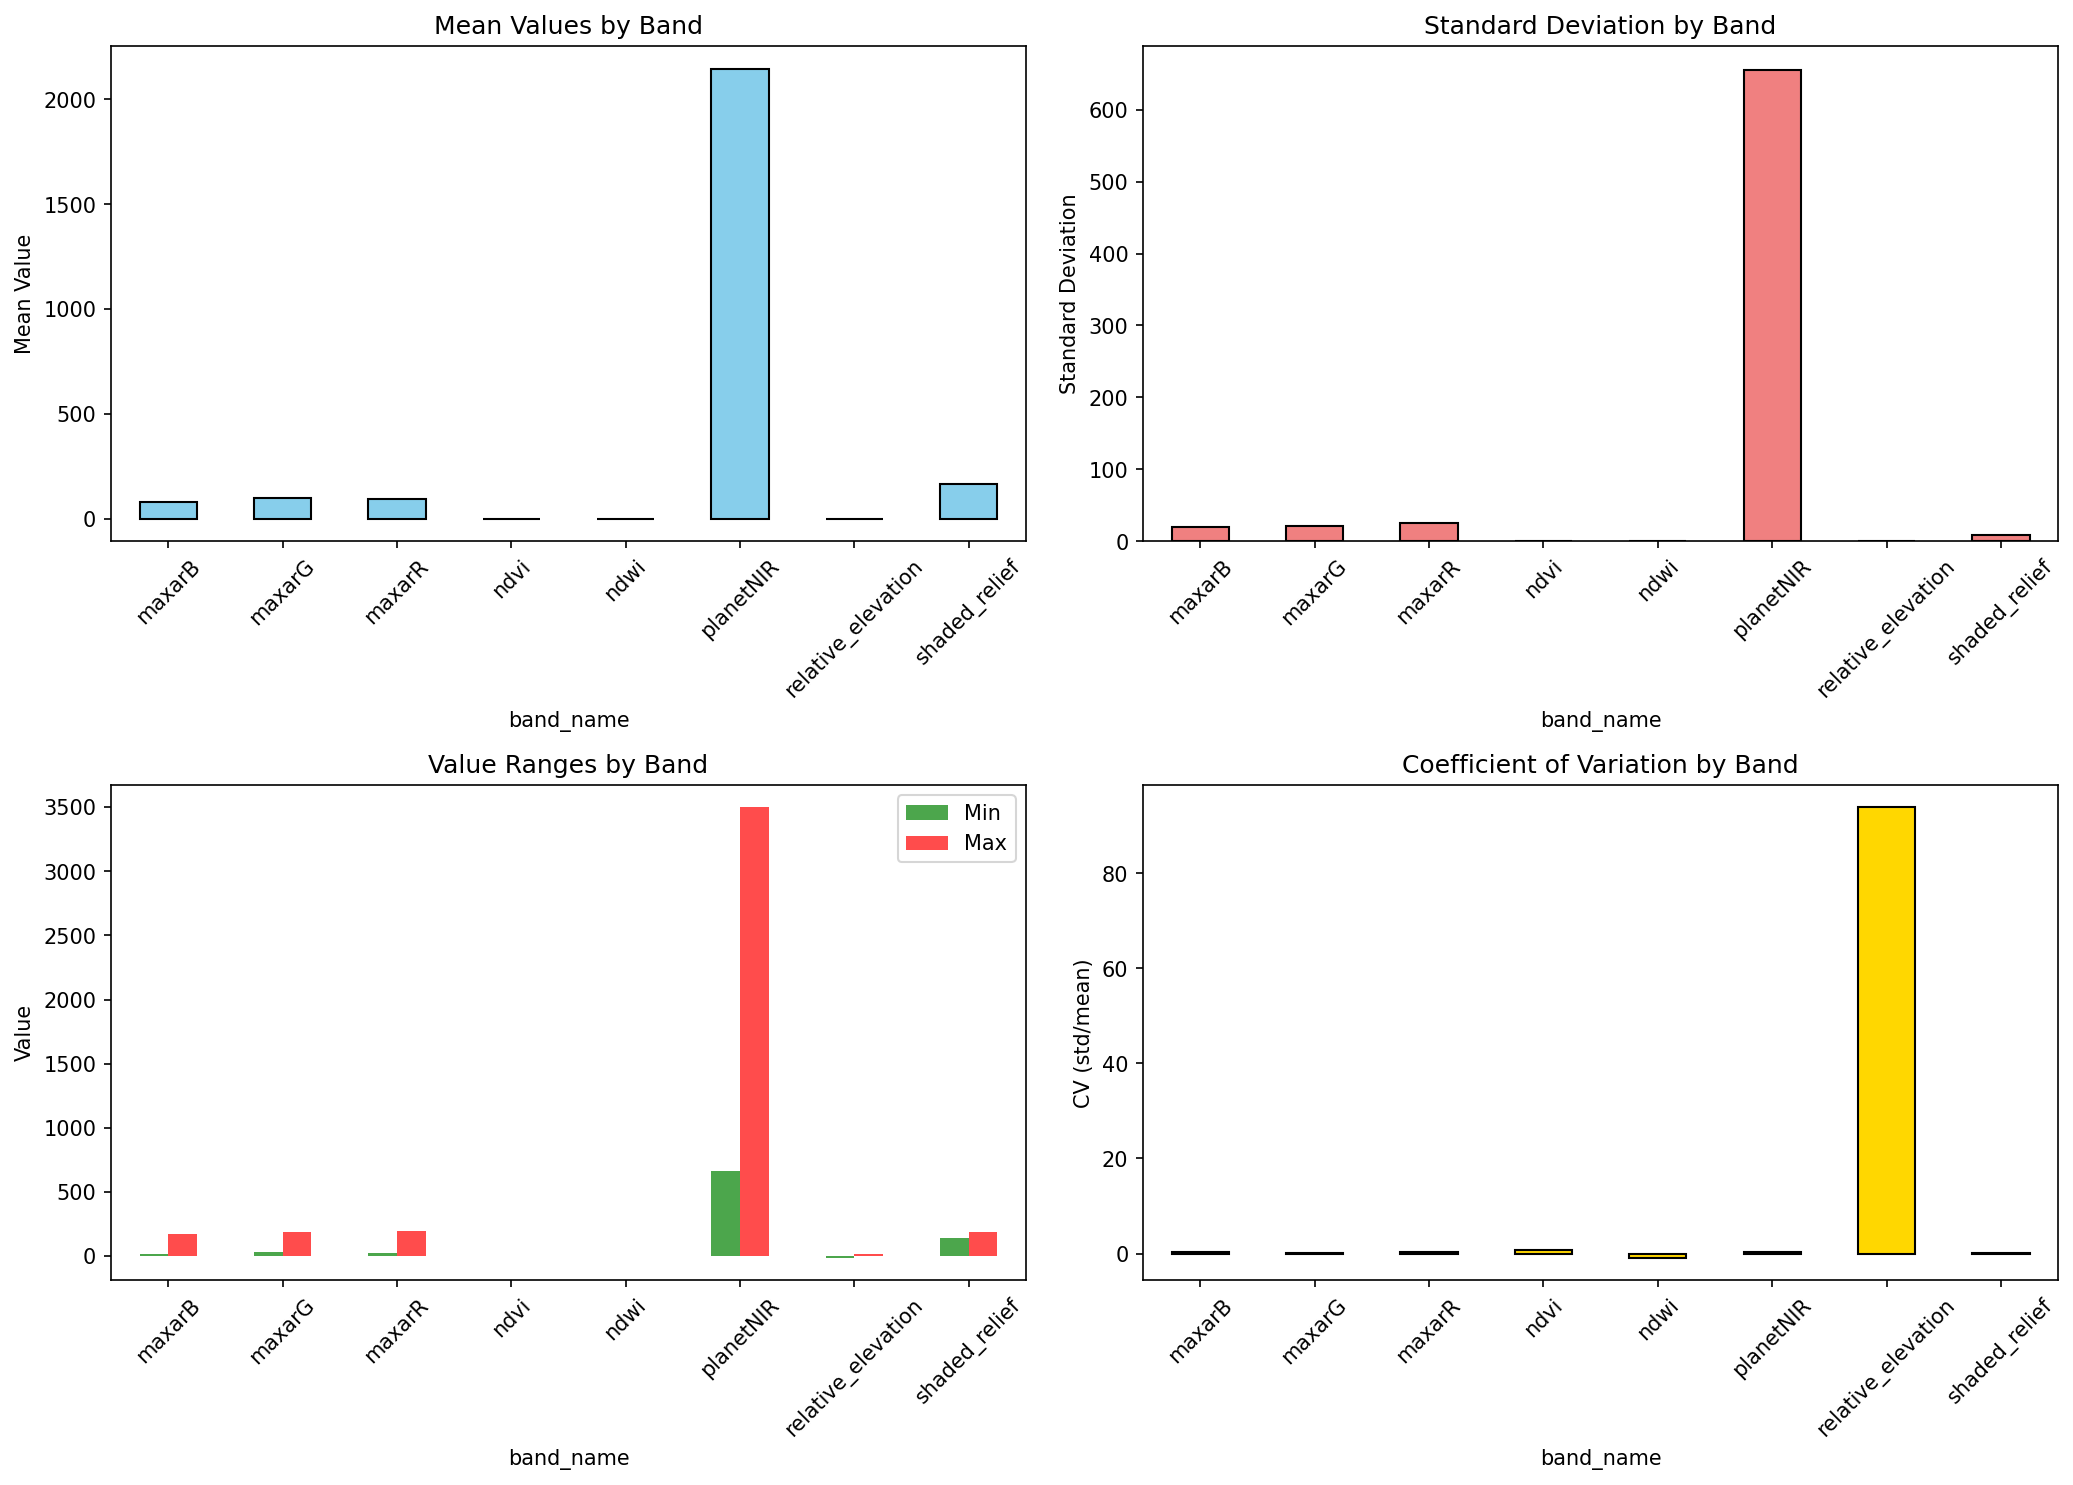 Mean Values by Band
Mean Value
2000
1500
1000
500
0
maxarB
maxarG
maxarR
ndvi
ndwi
planetNIR
relative_elevation
shaded_relief
band_name
Standard Deviation by Band
Standard Deviation
600
500
400
300
200
100
0
maxarB
maxarG
maxarR
ndvi
ndwi
planetNIR
relative_elevation
shaded_relief
band_name
Value Ranges by Band
Value
3500
3000
2500
2000
1500
1000
500
0
Min
Max
maxarB
maxarG
maxarR
ndvi
ndwi
planetNIR
relative_elevation
shaded_relief
band_name
Coefficient of Variation by Band
CV (std/mean)
80
60
40
20
0
maxarB
maxarG
maxarR
ndvi
ndwi
planetNIR
relative_elevation
shaded_relief
band_name